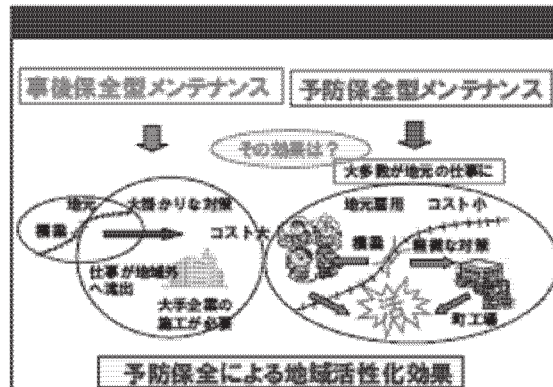 事後保全型メンテナンス
予防保全型メンテナンス
その効果は？
大多数が地元の仕事に
地元
大掛かりな対策
橋梁
コスト大
仕事が地域外
へ流出
大手企業の
施工が必要
地元雇用
コスト小
橋梁
簡易な対策
町工場
予防保全による地域活性化効果